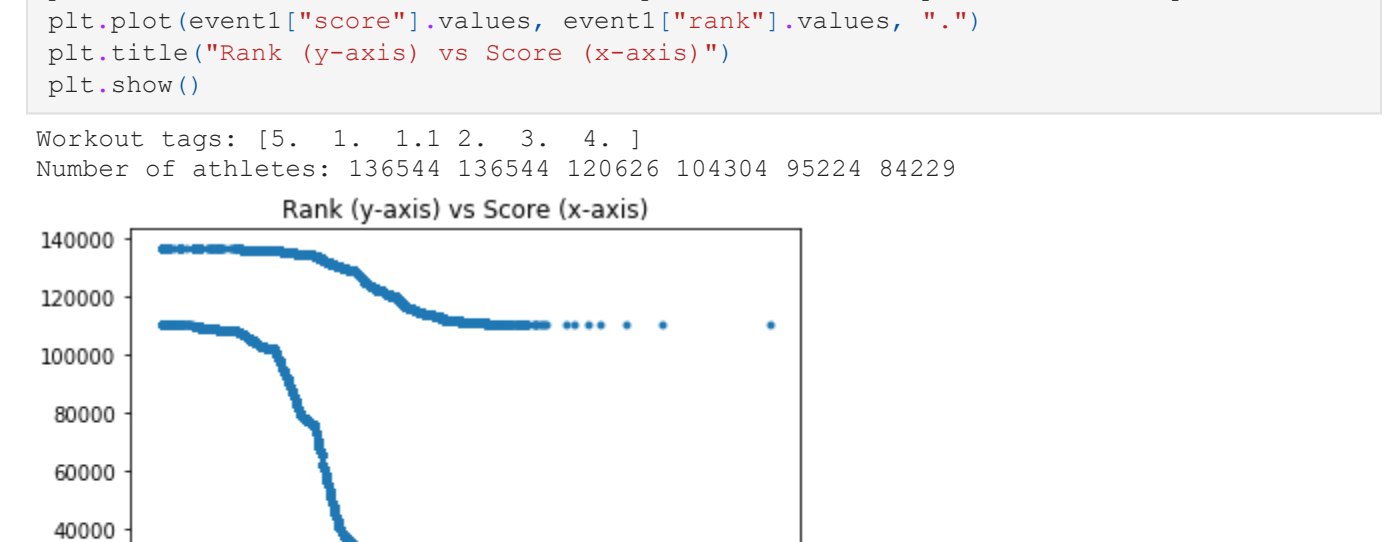 plt.plot(event1["score"].values, event1["rank"].values, ".")
plt.title("Rank (y-axis) vs Score (x-axis)")
plt.show()
Workout tags: [5.  1.  1.1 2.  3.  4. ]
Number of athletes: 136544 136544 120626 104304 95224 84229
Rank (y-axis) vs Score (x-axis)
140000
120000
100000
80000
60000
40000